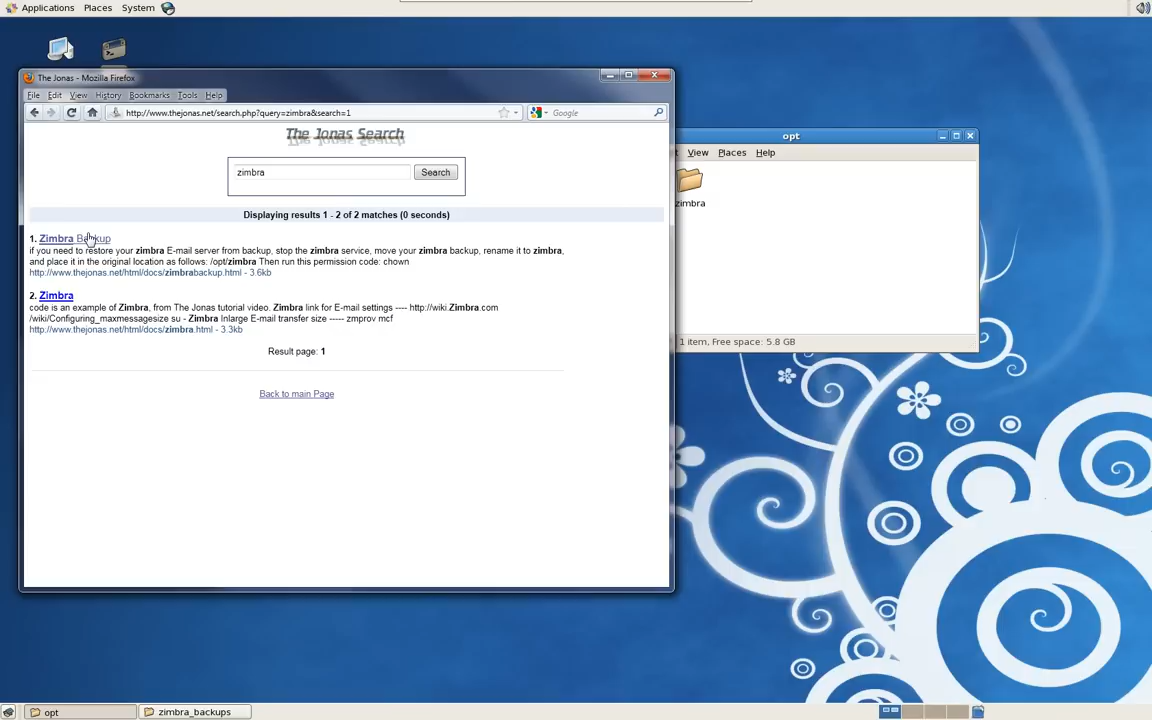 Applications Places System
The Jonas - Mozilla Firefox
File Edit View History Bookmarks Tools Help
http://www.thejonas.net/search.php?query=zimbra&search=1
Google
The Jonas Search
zimbra
Search
Displaying results 1 - 2 of 2 matches (0 seconds)
1. Zimbra Backup
if you need to restore your zimbra E-mail server from backup, stop the zimbra service, move your zimbra backup, rename it to zimbra,
and place it in the original location as follows: /opt/zimbra Then run this permission code: chown
http://www.thejonas.net/html/docs/zimbrabackup.html - 3.6kb
2. Zimbra
code is an example of Zimbra, from The Jonas tutorial video. Zimbra link for E-mail settings ---- http://wiki.Zimbra.com
/wiki/Configuring_maxmessagesize su - Zimbra Inlarge E-mail transfer size ----- zmprov mcf
http://www.thejonas.net/html/docs/zimbra.html - 3.3kb
Result page: 1
Back to main Page
opt
View Places Help
zimbra
1 item, Free space: 5.8 GB
opt
zimbra_backups